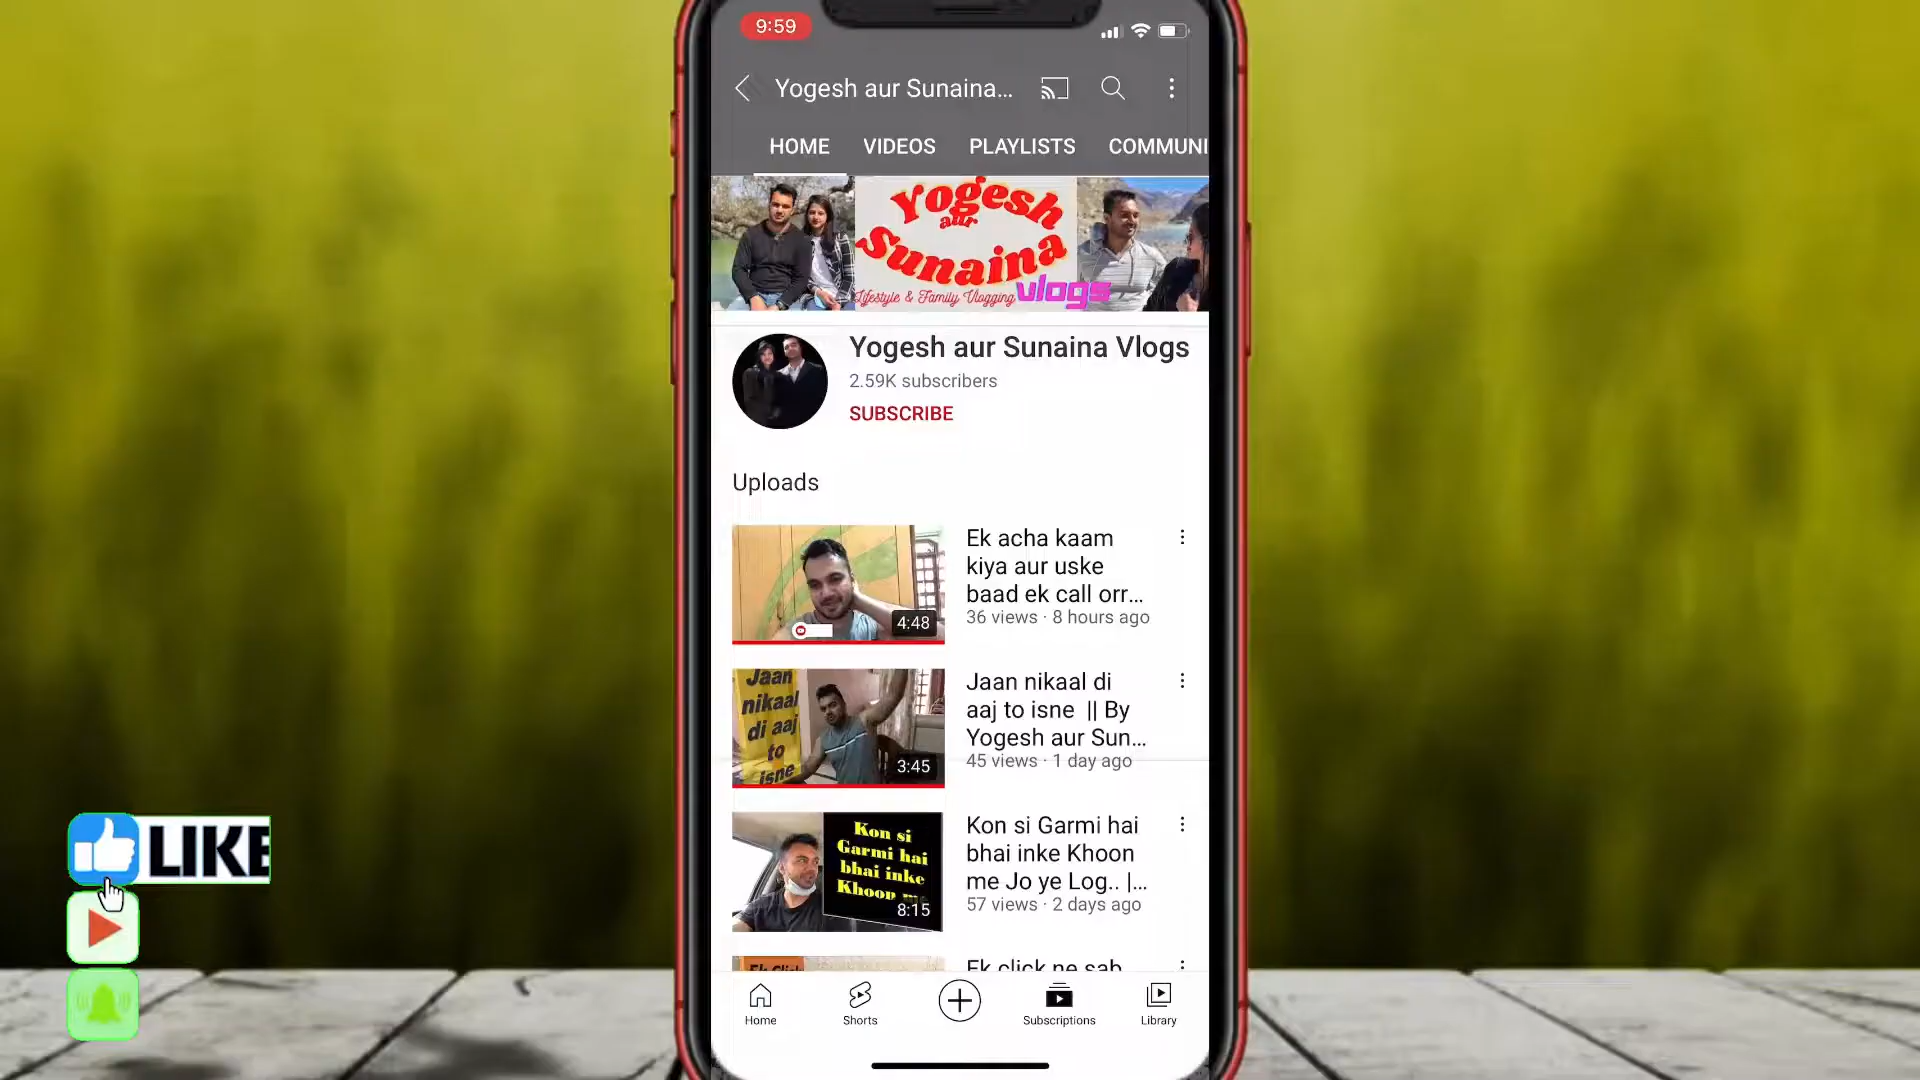 9:59
Yogesh aur Sunaina...
HOME VIDEOS PLAYLISTS COMMUNI
Yogesh
aur
Sunaina
Lifestyle & Family Vlogging vlogs
Yogesh aur Sunaina Vlogs
2.59K subscribers
SUBSCRIBE
Uploads
4:48
Ek acha kaam
kiya aur uske
baad ek call orr...
36 views · 8 hours ago
Jaan
nikaal
di aaj
to
isne
3:45
Jaan nikaal di
aaj to isne || By
Yogesh aur Sun...
45 views · 1 day ago
Kon si
Garmi hai
bhai inke
Khoon me
8:15
Kon si Garmi hai
bhai inke Khoon
me Jo ye Log.. |...
57 views · 2 days ago
Ek Click
Ek click ne sab
LIKE
Home
Shorts
Subscriptions
Library